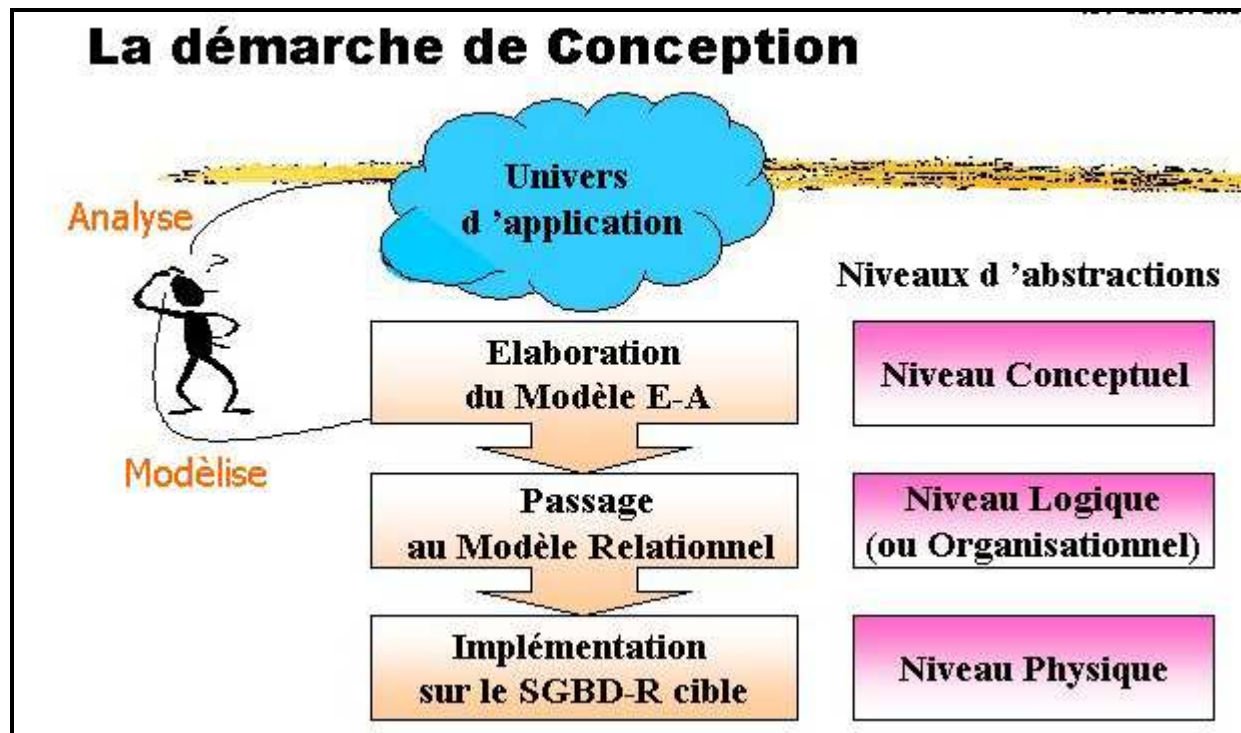 La démarche de Conception
Univers
d ’application
Analyse
Niveaux d ’abstractions
?
Elaboration
du Modèle E-A
Niveau Conceptuel
Modèlise
Passage
au Modèle Relationnel
Niveau Logique
(ou Organisationnel)
Implémentation
sur le SGBD-R cible
Niveau Physique